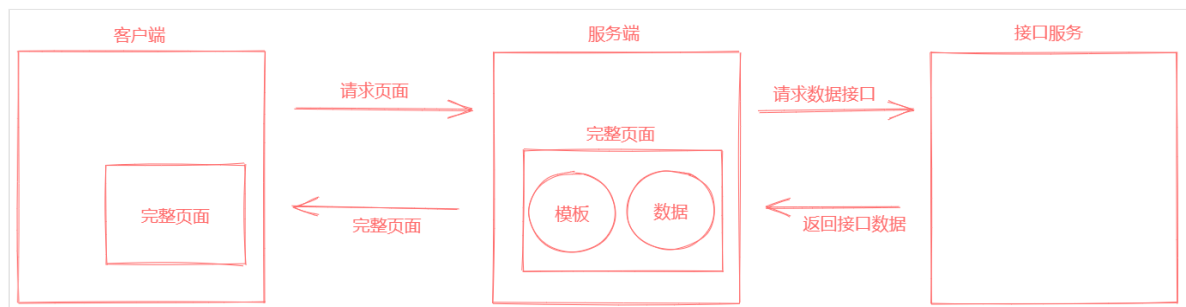 客户端
服务端
接口服务
请求页面
请求数据接口
完整页面
完整页面
模板
数据
完整页面
返回接口数据